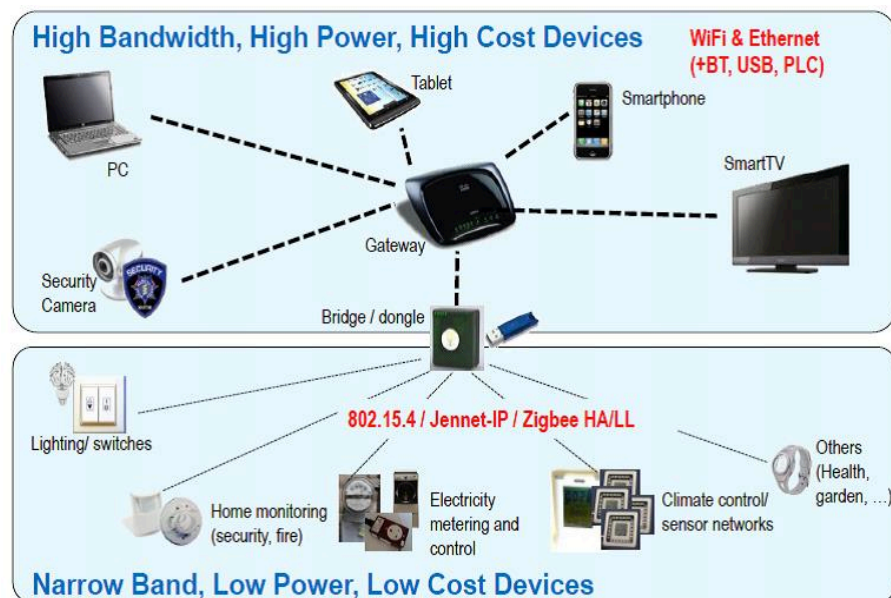 High Bandwidth, High Power, High Cost Devices
WiFi & Ethernet
(+BT, USB, PLC)
Tablet
Smartphone
PC
SmartTV
Gateway
Security
Camera
SECURITY
Bridge / dongle
802.15.4 / Jennet-IP / Zigbee HA/LL
Lighting/ switches
Others
(Health,
garden, ...)
Home monitoring
(security, fire)
Electricity
metering and
control
Climate control/
sensor networks
Narrow Band, Low Power, Low Cost Devices